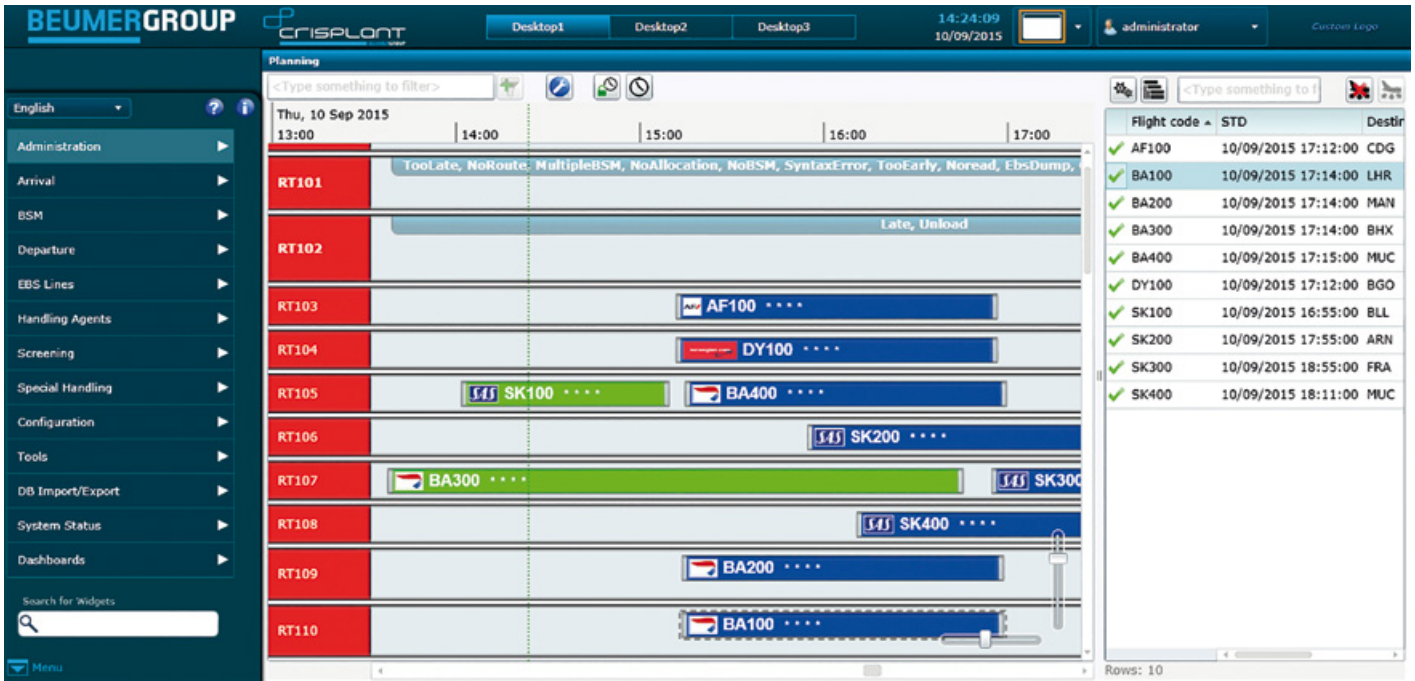 BEUMERGROUP
CRISPLANT
Desktop1
Desktop2
Desktop3
14:24:09
10/09/2015
administrator
Custom Logo
English
Administration
Arrival
BSM
Departure
EBS Lines
Handling Agents
Screening
Special Handling
Configuration
Tools
DB Import/Export
System Status
Dashboards
Search for Widgets
Menu
Planning
<Type something to filter>
Thu, 10 Sep 2015
13:00 14:00 15:00 16:00 17:00
RT101 TooLate, NoRoute, MultipleBSM, NoAllocation, NoBSM, SyntaxError, TooEarly, Noread, EbsDump,
RT102 Late, Unload
RT103 AF100
RT104 DY100
RT105 SAS SK100 BA400
RT106 SAS SK200
RT107 BA300 SAS SK300
RT108 SAS SK400
RT109 BA200
RT110 BA100
<Type something to f
Flight code STD Destin
AF100 10/09/2015 17:12:00 CDG
BA100 10/09/2015 17:14:00 LHR
BA200 10/09/2015 17:14:00 MAN
BA300 10/09/2015 17:14:00 BHX
BA400 10/09/2015 17:15:00 MUC
DY100 10/09/2015 17:12:00 BGO
SK100 10/09/2015 16:55:00 BLL
SK200 10/09/2015 17:55:00 ARN
SK300 10/09/2015 18:55:00 FRA
SK400 10/09/2015 18:11:00 MUC
Rows: 10